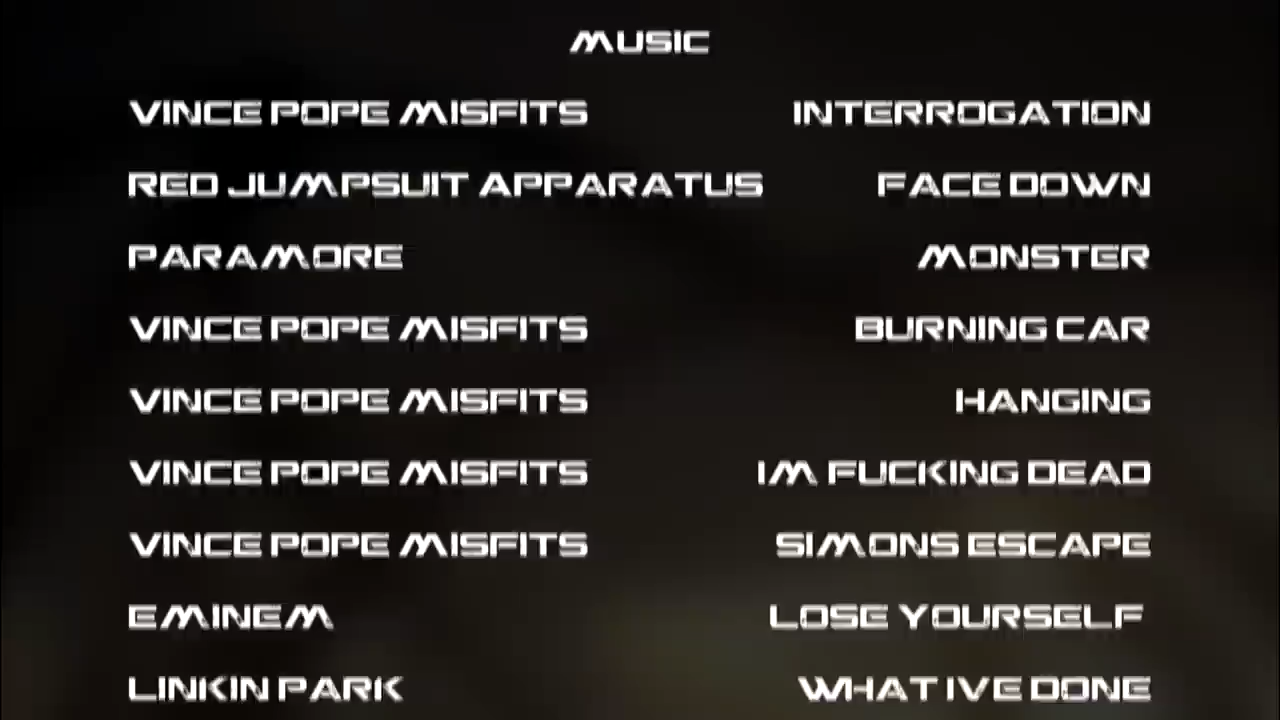 MUSIC
VINCE POPE MISFITS INTERROGATION
RED JUMPSUIT APPARATUS FACE DOWN
PARAMORE MONSTER
VINCE POPE MISFITS BURNING CAR
VINCE POPE MISFITS HANGING
VINCE POPE MISFITS IM FUCKING DEAD
VINCE POPE MISFITS SIMONS ESCAPE
EMINEM LOSE YOURSELF
LINKIN PARK WHAT IVE DONE